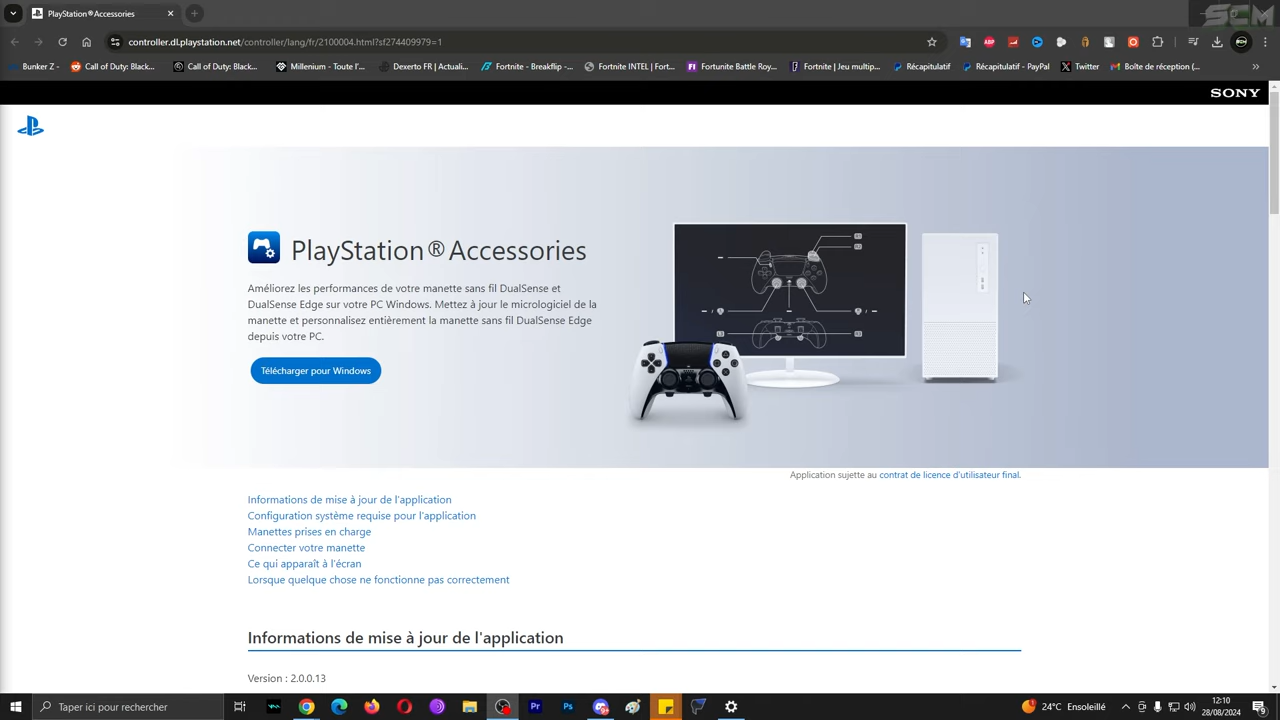 PlayStation®Accessories
controller.dl.playstation.net/controller/lang/fr/2100004.html?sf274409979=1
Bunker Z - Call of Duty: Black... Call of Duty: Black... Millenium - Toute l'... Dexerto FR | Actuali... Fortnite - Breakflip -... Fortnite INTEL | Fort... Fortunite Battle Roy... Fortnite | Jeu multip... Récapitulatif Récapitulatif - PayPal Twitter Boîte de réception (...
SONY
PlayStation®Accessories
Améliorez les performances de votre manette sans fil DualSense et
DualSense Edge sur votre PC Windows. Mettez à jour le micrologiciel de la
manette et personnalisez entièrement la manette sans fil DualSense Edge
depuis votre PC.
Télécharger pour Windows
Application sujette au contrat de licence d'utilisateur final.
Informations de mise à jour de l'application
Configuration système requise pour l'application
Manettes prises en charge
Connecter votre manette
Ce qui apparaît à l'écran
Lorsque quelque chose ne fonctionne pas correctement
Informations de mise à jour de l'application
Version : 2.0.0.13
Taper ici pour rechercher
24°C Ensoleillé
12:10
28/08/2024